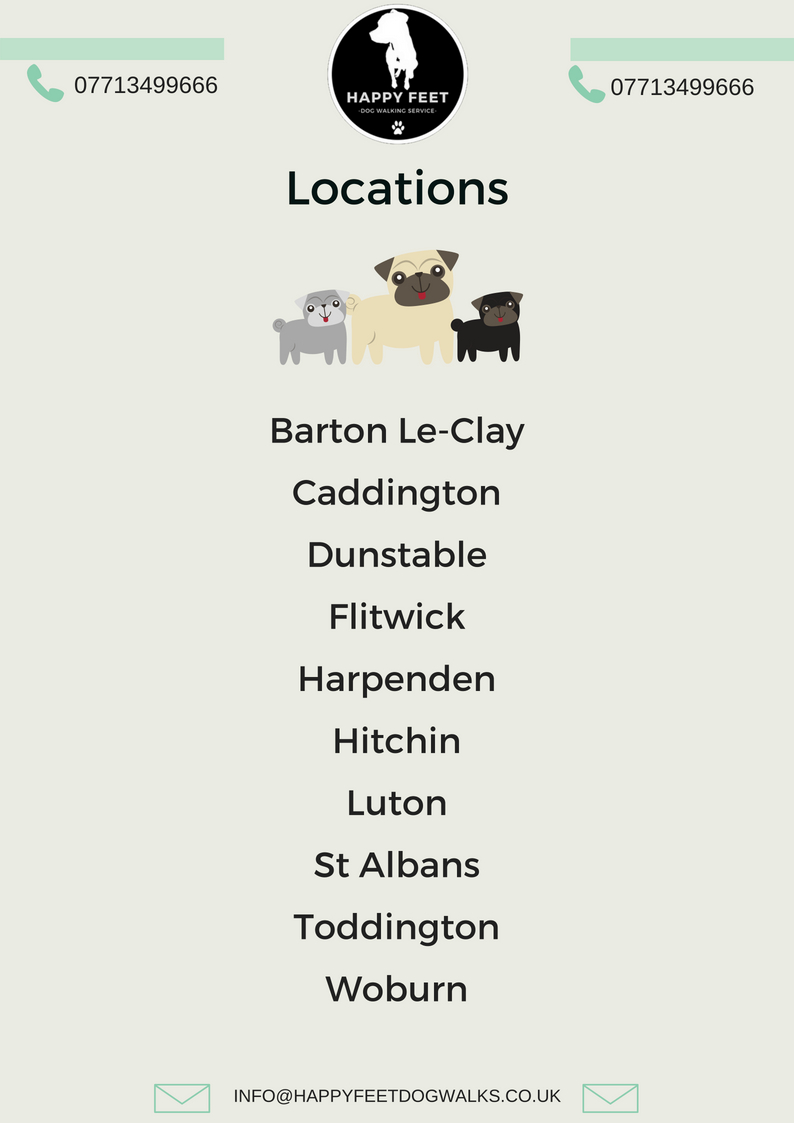 07713499666
HAPPY FEET
-DOG WALKING SERVICE-
07713499666
Locations
Barton Le-Clay
Caddington
Dunstable
Flitwick
Harpenden
Hitchin
Luton
St Albans
Toddington
Woburn
INFO@HAPPYFEETDOGWALKS.CO.UK